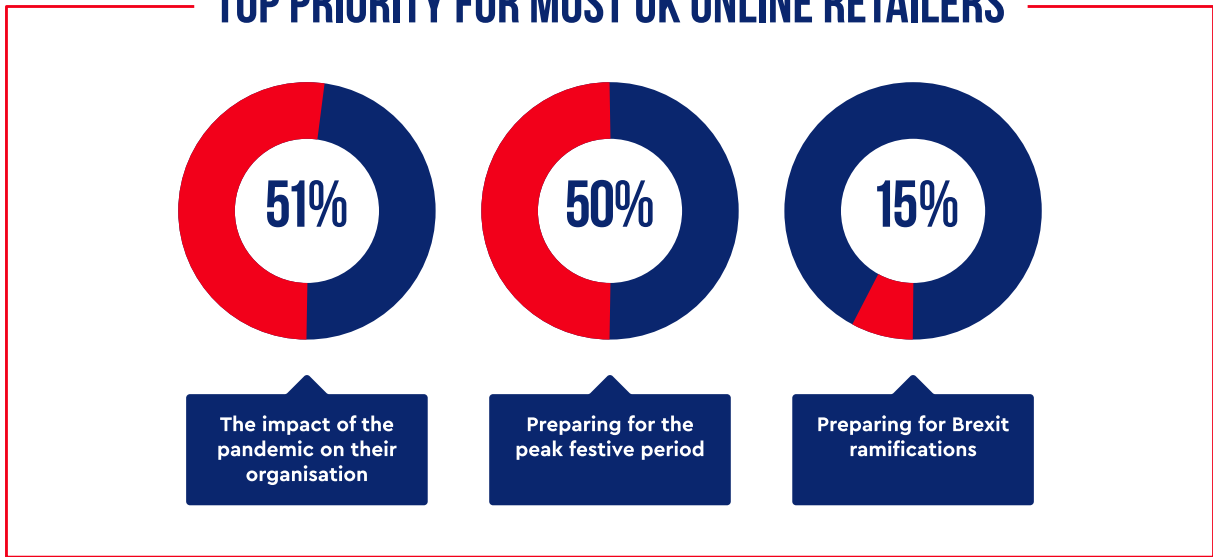 TOP PRIORITY FOR MOST UK ONLINE RETAILERS
51%
50%
15%
The impact of the
pandemic on their
organisation
Preparing for the
peak festive period
Preparing for Brexit
ramifications